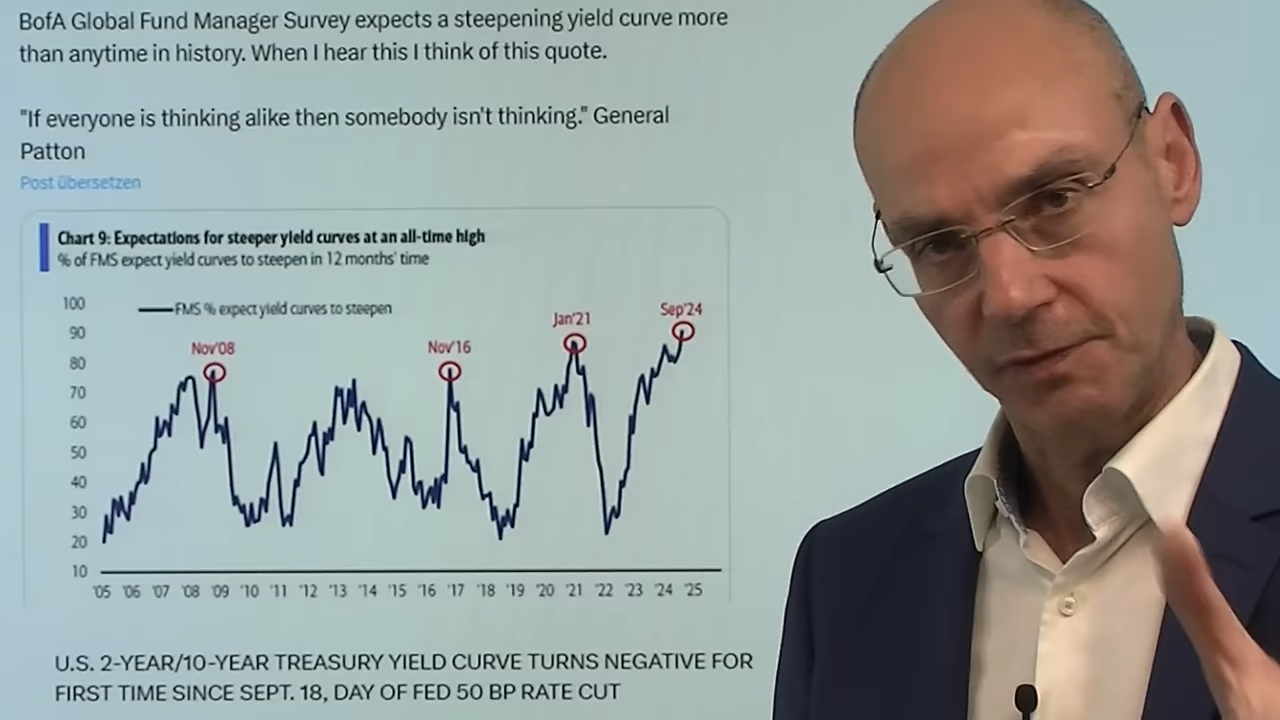 BofA Global Fund Manager Survey expects a steepening yield curve more
than anytime in history. When I hear this I think of this quote.
"If everyone is thinking alike then somebody isn't thinking." General
Patton
Post übersetzen
Chart 9: Expectations for steeper yield curves at an all-time high
% of FMS expect yield curves to steepen in 12 months' time
FMS % expect yield curves to steepen
Nov'08
Nov'16
Jan'21
Sep'24
100
90
80
70
60
50
40
30
20
10
'05 '06 '07 '08 '09 '10 '11 '12 '13 '14 '15 '16 '17 '18 '19 '20 '21 '22 '23 '24 '25
U.S. 2-YEAR/10-YEAR TREASURY YIELD CURVE TURNS NEGATIVE FOR
FIRST TIME SINCE SEPT. 18, DAY OF FED 50 BP RATE CUT